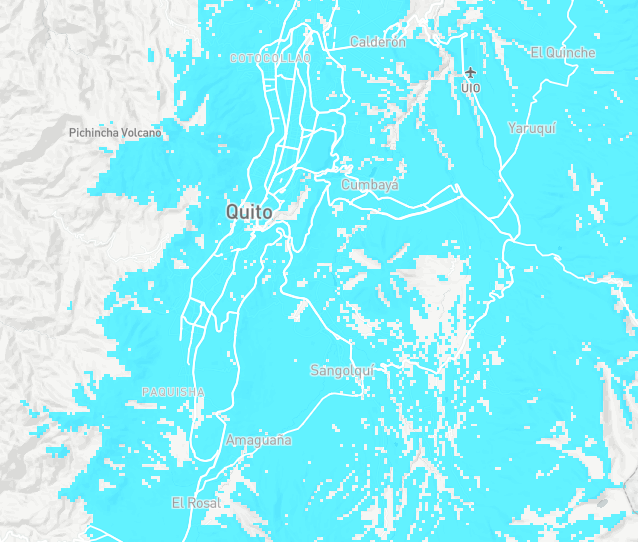 Calderón
COTOCOLLAO
El Quinche
UIO
Pichincha Volcano
Yaruquí
Cumbayá
Quito
Sangolquí
PAQUISHA
Amaguaña
El Rosal